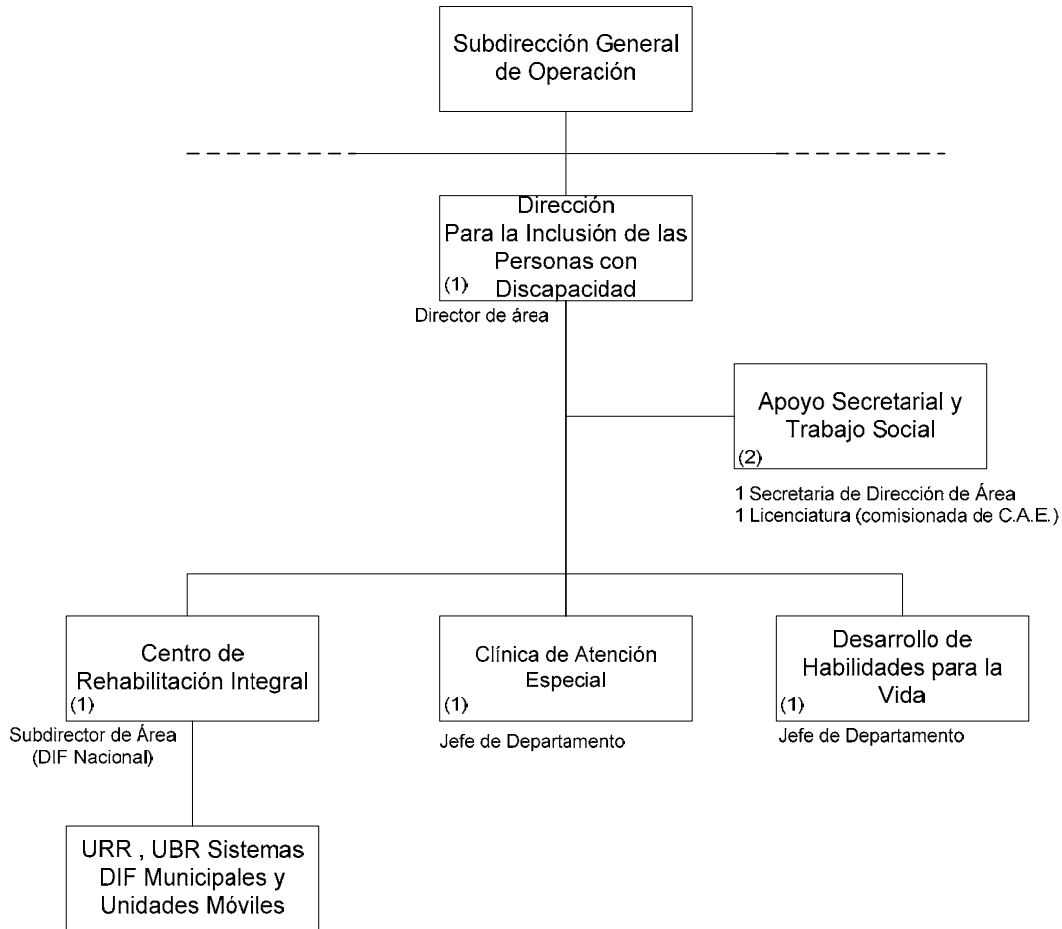 Subdirección General
de Operación
Dirección
Para la Inclusión de las
Personas con
Discapacidad
(1)
Director de área
Apoyo Secretarial y
Trabajo Social
(2)
1 Secretaria de Dirección de Área
1 Licenciatura (comisionada de C.A.E.)
Centro de
Rehabilitación Integral
(1)
Subdirector de Área
(DIF Nacional)
Clínica de Atención
Especial
(1)
Jefe de Departamento
Desarrollo de
Habilidades para la
Vida
(1)
Jefe de Departamento
URR , UBR Sistemas
DIF Municipales y
Unidades Móviles